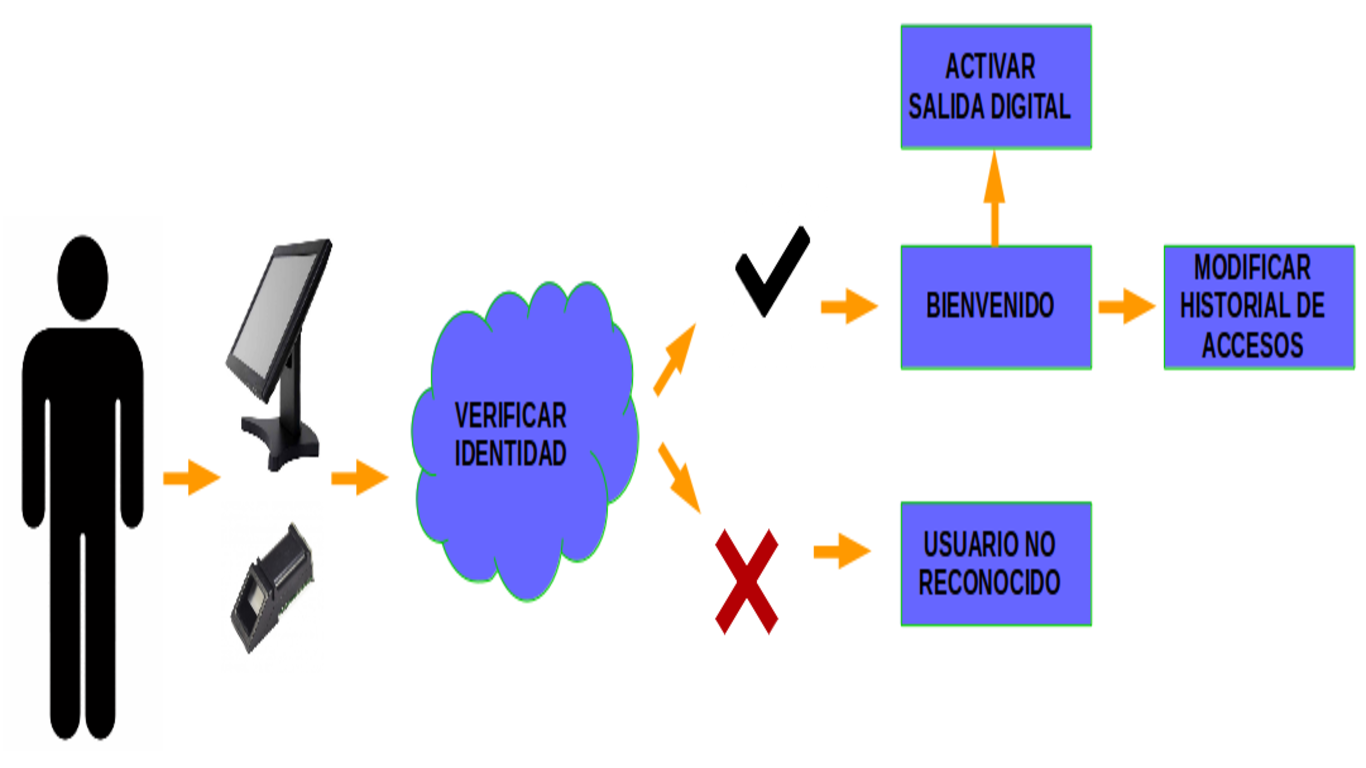 ACTIVAR
SALIDA DIGITAL
VERIFICAR
IDENTIDAD
BIENVENIDO
MODIFICAR
HISTORIAL DE
ACCESOS
USUARIO NO
RECONOCIDO